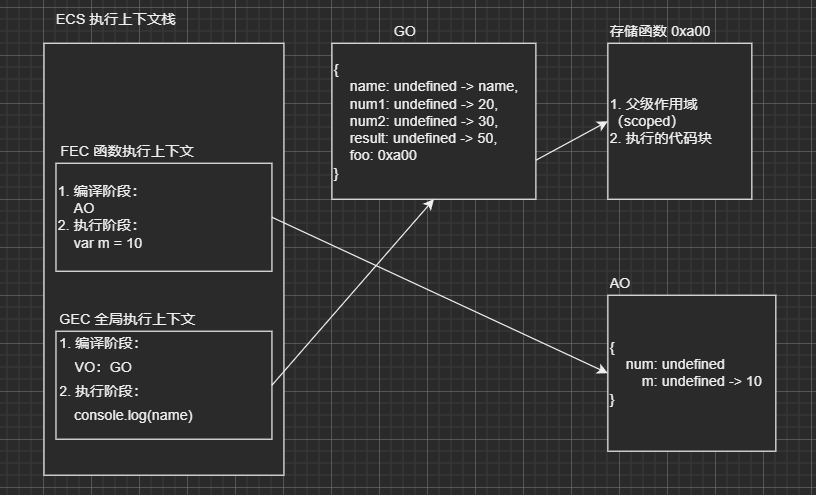 ECS 执行上下文栈
FEC 函数执行上下文
1. 编译阶段：
AO
2. 执行阶段：
var m = 10
GEC 全局执行上下文
1. 编译阶段：
VO：GO
2. 执行阶段：
console.log(name)
GO
{
name: undefined -> name,
num1: undefined -> 20,
num2: undefined -> 30,
result: undefined -> 50,
foo: 0xa00
}
存储函数 0xa00
1. 父级作用域
（scoped）
2. 执行的代码块
AO
{
num: undefined
m: undefined -> 10
}